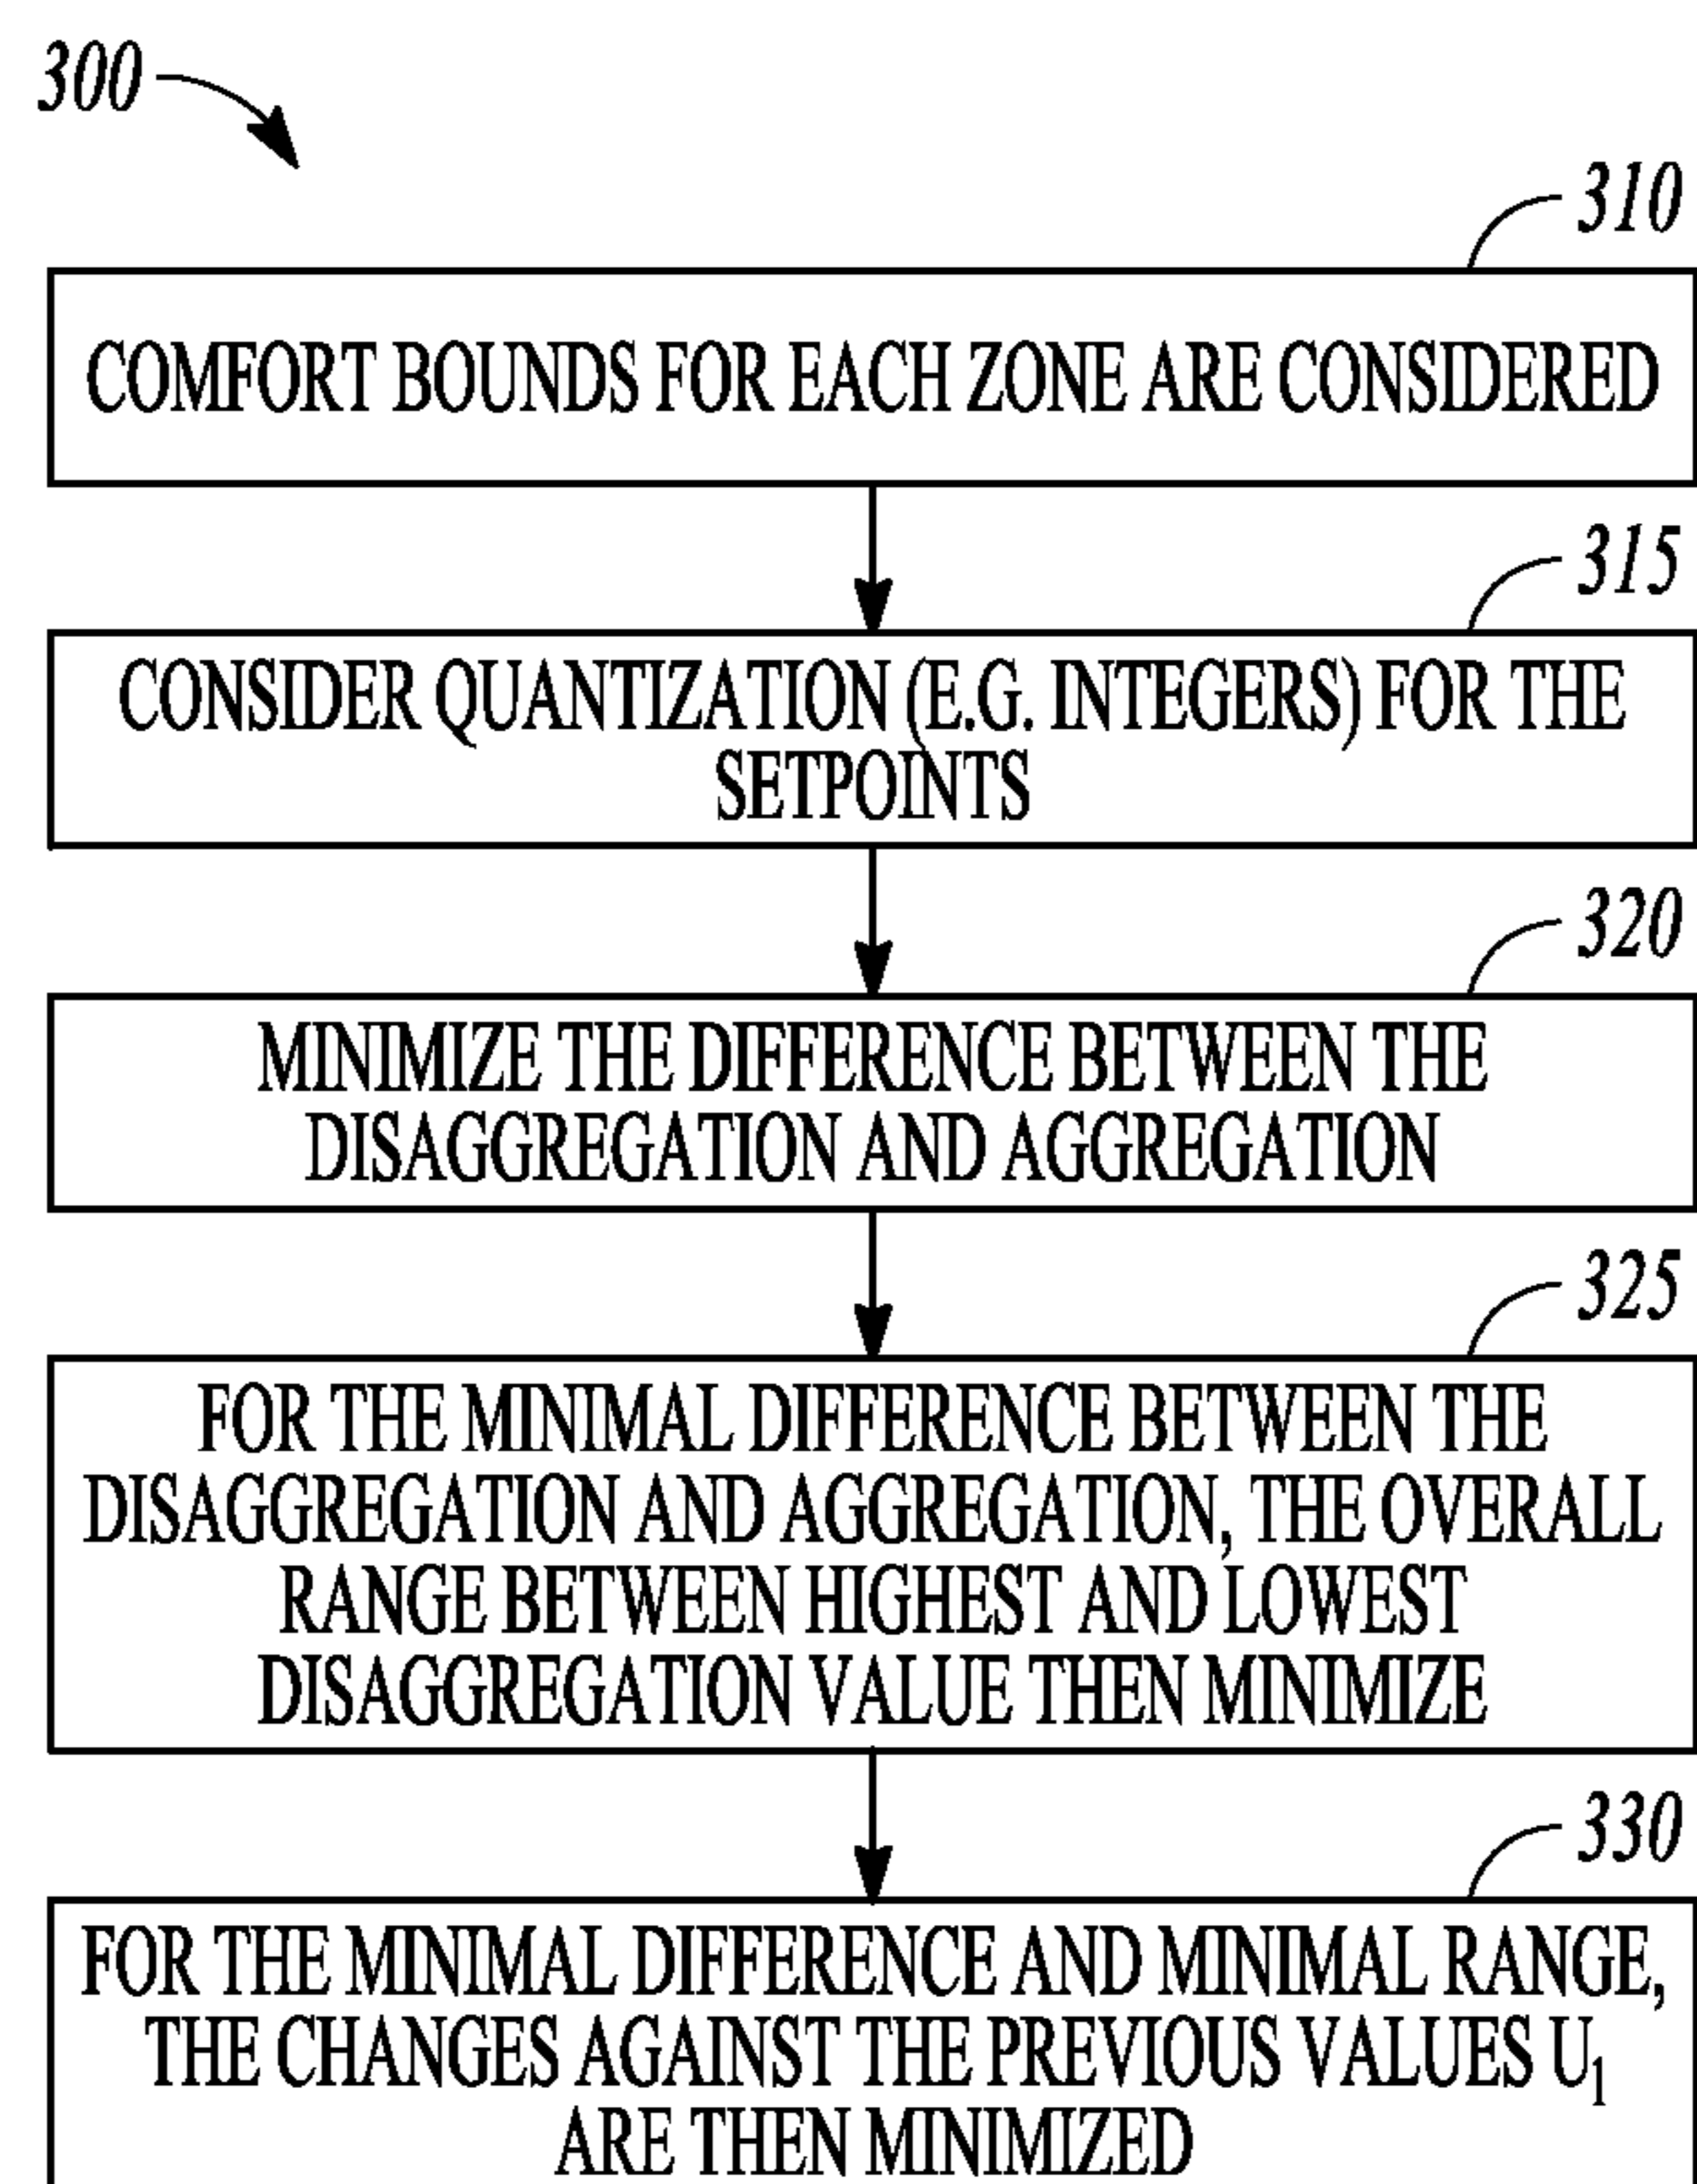 300
310
COMFORT BOUNDS FOR EACH ZONE ARE CONSIDERED
315
CONSIDER QUANTIZATION (E.G. INTEGERS) FOR THE
SETPOINTS
320
MINIMIZE THE DIFFERENCE BETWEEN THE
DISAGGREGATION AND AGGREGATION
325
FOR THE MINIMAL DIFFERENCE BETWEEN THE
DISAGGREGATION AND AGGREGATION, THE OVERALL
RANGE BETWEEN HIGHEST AND LOWEST
DISAGGREGATION VALUE THEN MINIMIZE
330
FOR THE MINIMAL DIFFERENCE AND MINIMAL RANGE,
THE CHANGES AGAINST THE PREVIOUS VALUES U₁
ARE THEN MINIMIZED